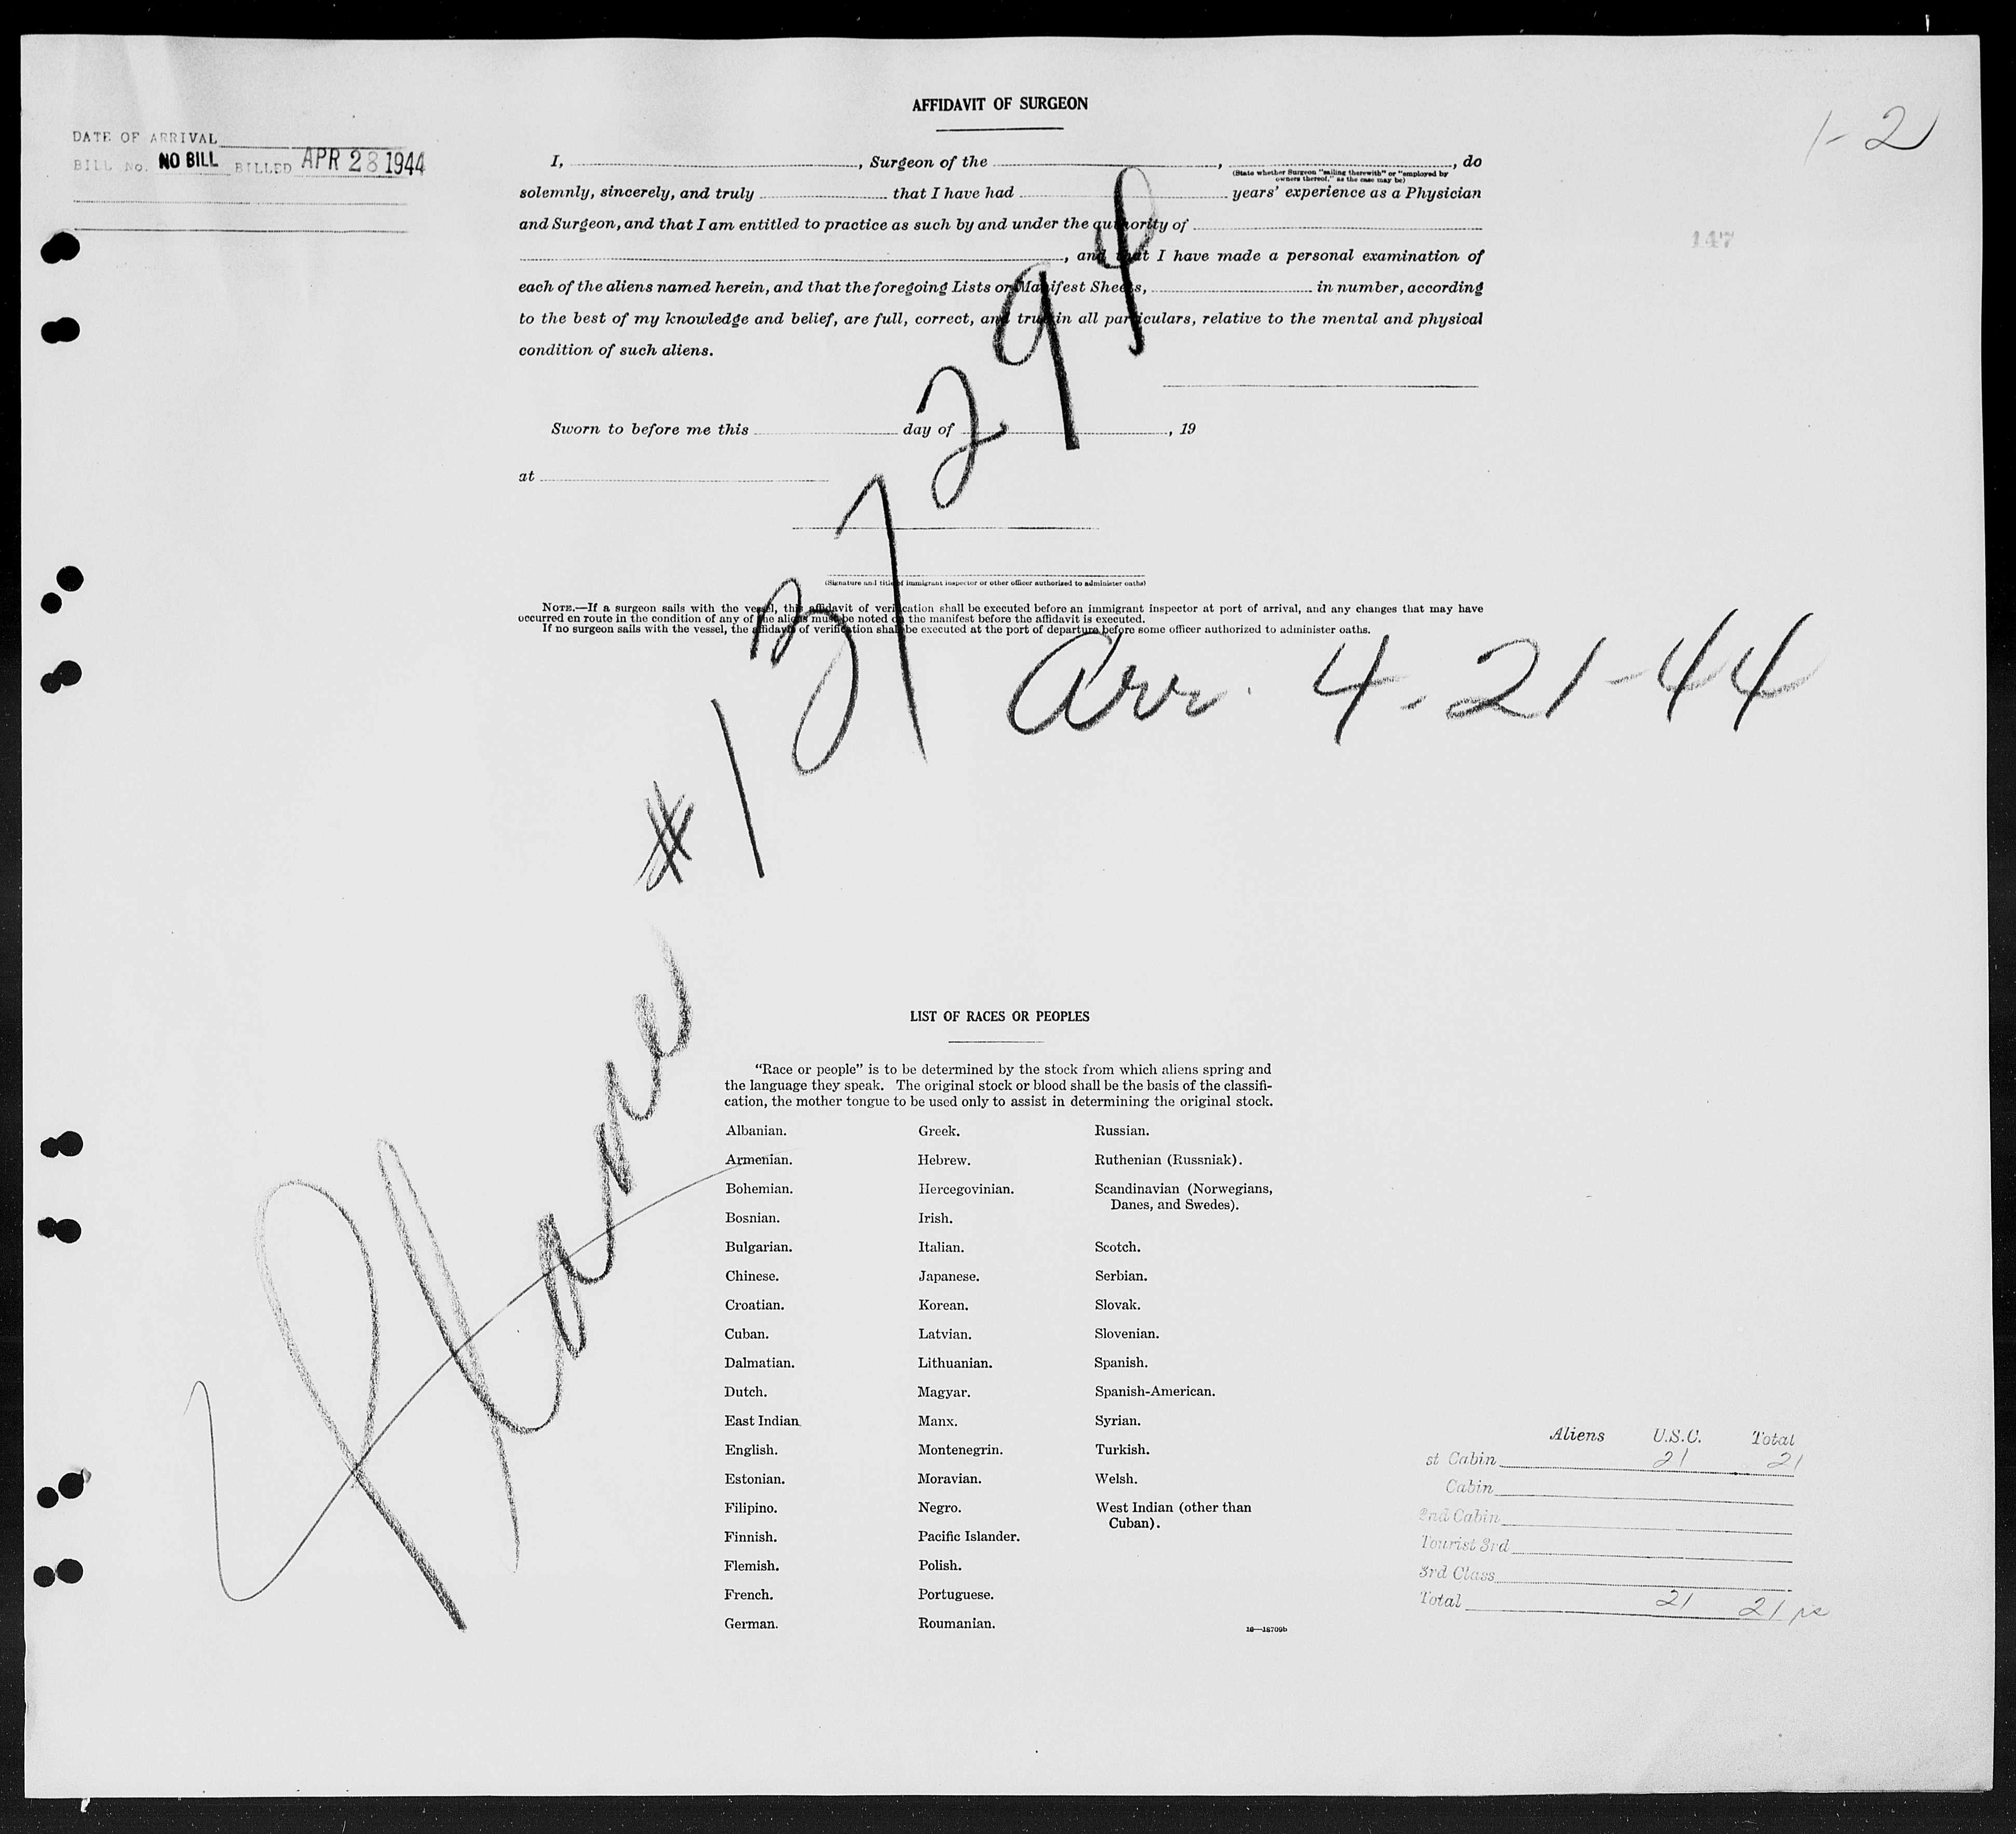 AFFIDAVIT OF SURGEON
1-2
DATE OF ARRIVAL
BILL No. NO BILL BILLED APR 28 1944
147
I, , Surgeon of the , , do
(State whether Surgeon "sailing therewith" or "employed by
owners thereof," as the case may be)
solemnly, sincerely, and truly that I have had years' experience as a Physician
and Surgeon, and that I am entitled to practice as such by and under the authority of
, and that I have made a personal examination of
each of the aliens named herein, and that the foregoing Lists or Manifest Sheets, in number, according
to the best of my knowledge and belief, are full, correct, and true in all particulars, relative to the mental and physical
condition of such aliens.
Sworn to before me this day of , 19
at
(Signature and title of immigrant inspector or other officer authorized to administer oaths)
NOTE.—If a surgeon sails with the vessel, this affidavit of verification shall be executed before an immigrant inspector at port of arrival, and any changes that may have
occurred en route in the condition of any of the aliens must be noted on the manifest before the affidavit is executed.
If no surgeon sails with the vessel, the affidavit of verification shall be executed at the port of departure before some officer authorized to administer oaths.
Arr. 4-21-44
Plane
LIST OF RACES OR PEOPLES
"Race or people" is to be determined by the stock from which aliens spring and
the language they speak. The original stock or blood shall be the basis of the classifi-
cation, the mother tongue to be used only to assist in determining the original stock.
Albanian.
Armenian.
Bohemian.
Bosnian.
Bulgarian.
Chinese.
Croatian.
Cuban.
Dalmatian.
Dutch.
East Indian
English.
Estonian.
Filipino.
Finnish.
Flemish.
French.
German.
Greek.
Hebrew.
Hercegovinian.
Irish.
Italian.
Japanese.
Korean.
Latvian.
Lithuanian.
Magyar.
Manx.
Montenegrin.
Moravian.
Negro.
Pacific Islander.
Polish.
Portuguese.
Roumanian.
Russian.
Ruthenian (Russniak).
Scandinavian (Norwegians,
Danes, and Swedes).
Scotch.
Serbian.
Slovak.
Slovenian.
Spanish.
Spanish-American.
Syrian.
Turkish.
Welsh.
West Indian (other than
Cuban).
16—18709b
Aliens U.S.C. Total
st Cabin 21 21
Cabin
2nd Cabin
Tourist 3rd
3rd Class
Total 21 21